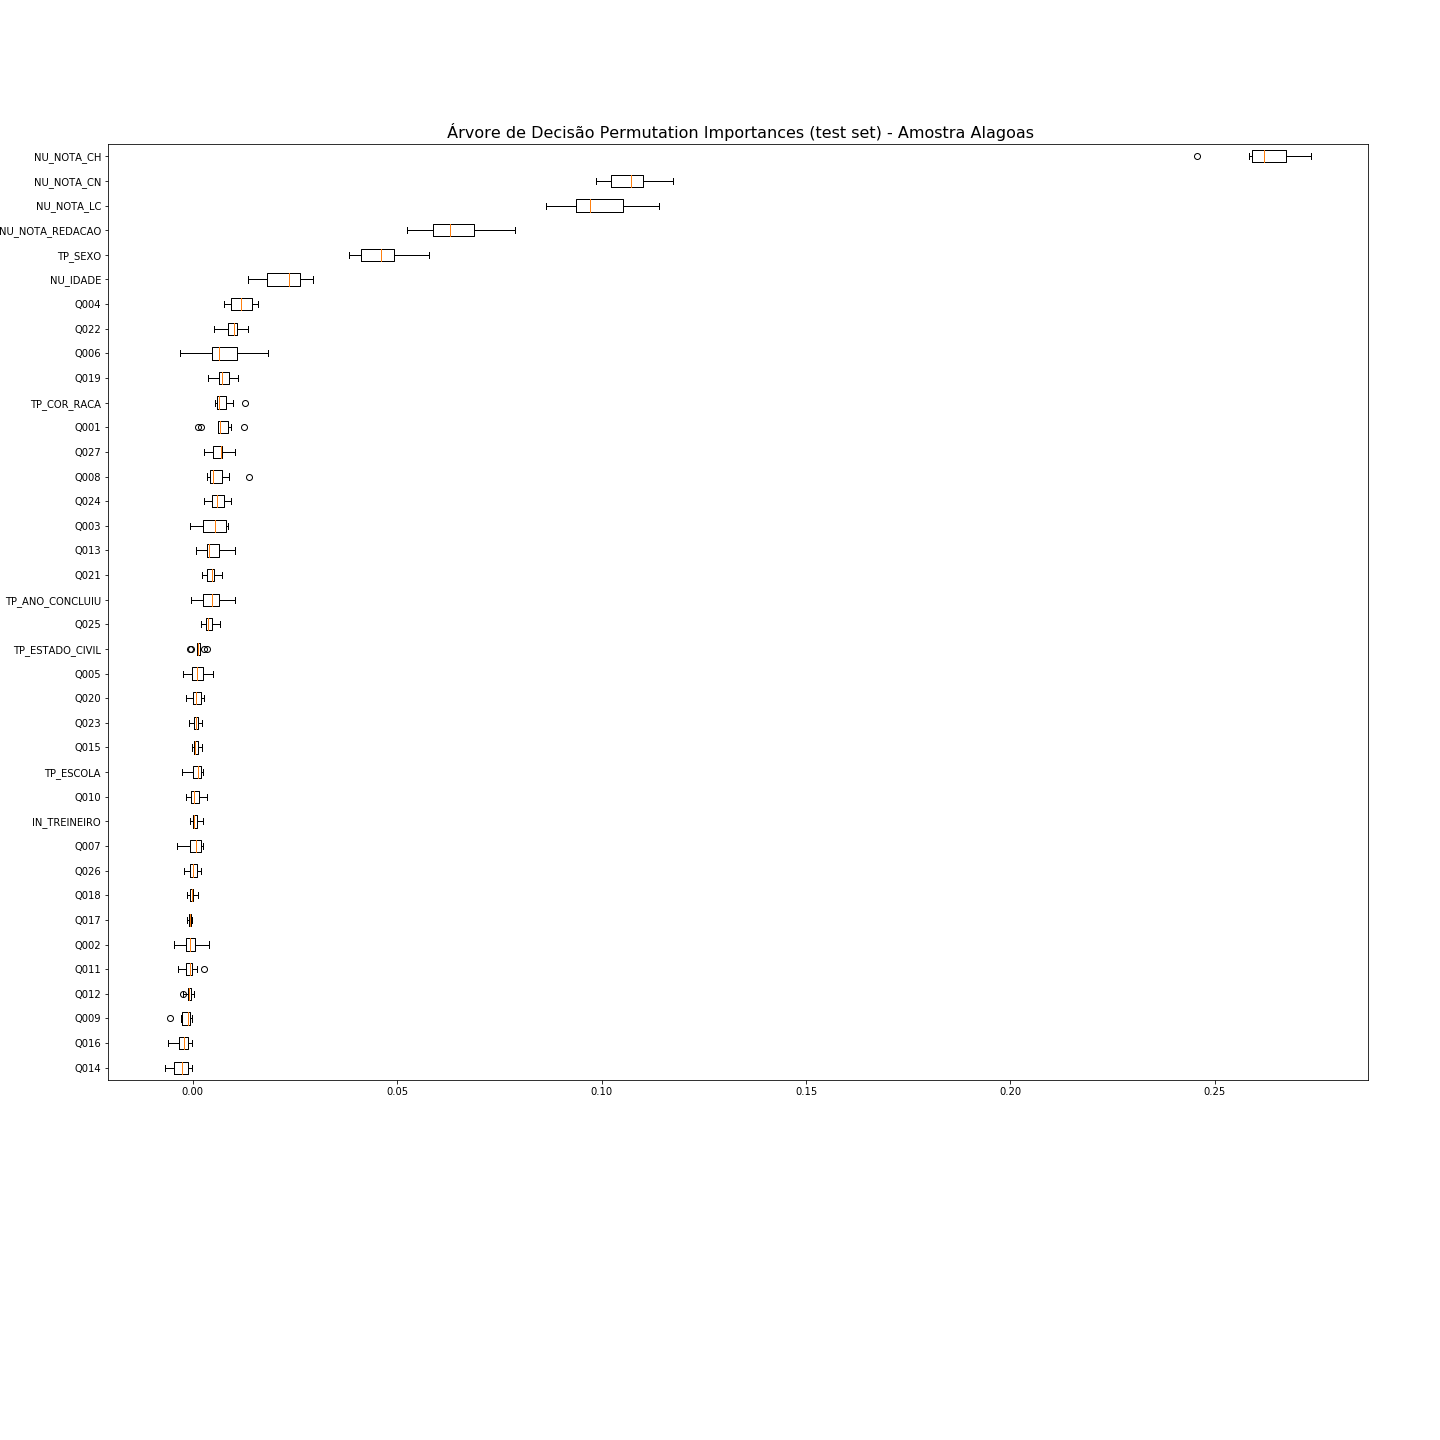 Árvore de Decisão Permutation Importances (test set) - Amostra Alagoas
NU_NOTA_CH
NU_NOTA_CN
NU_NOTA_LC
NU_NOTA_REDACAO
TP_SEXO
NU_IDADE
Q004
Q022
Q006
Q019
TP_COR_RACA
Q001
Q027
Q008
Q024
Q003
Q013
Q021
TP_ANO_CONCLUIU
Q025
TP_ESTADO_CIVIL
Q005
Q020
Q023
Q015
TP_ESCOLA
Q010
IN_TREINEIRO
Q007
Q026
Q018
Q017
Q002
Q011
Q012
Q009
Q016
Q014
0.00 0.05 0.10 0.15 0.20 0.25